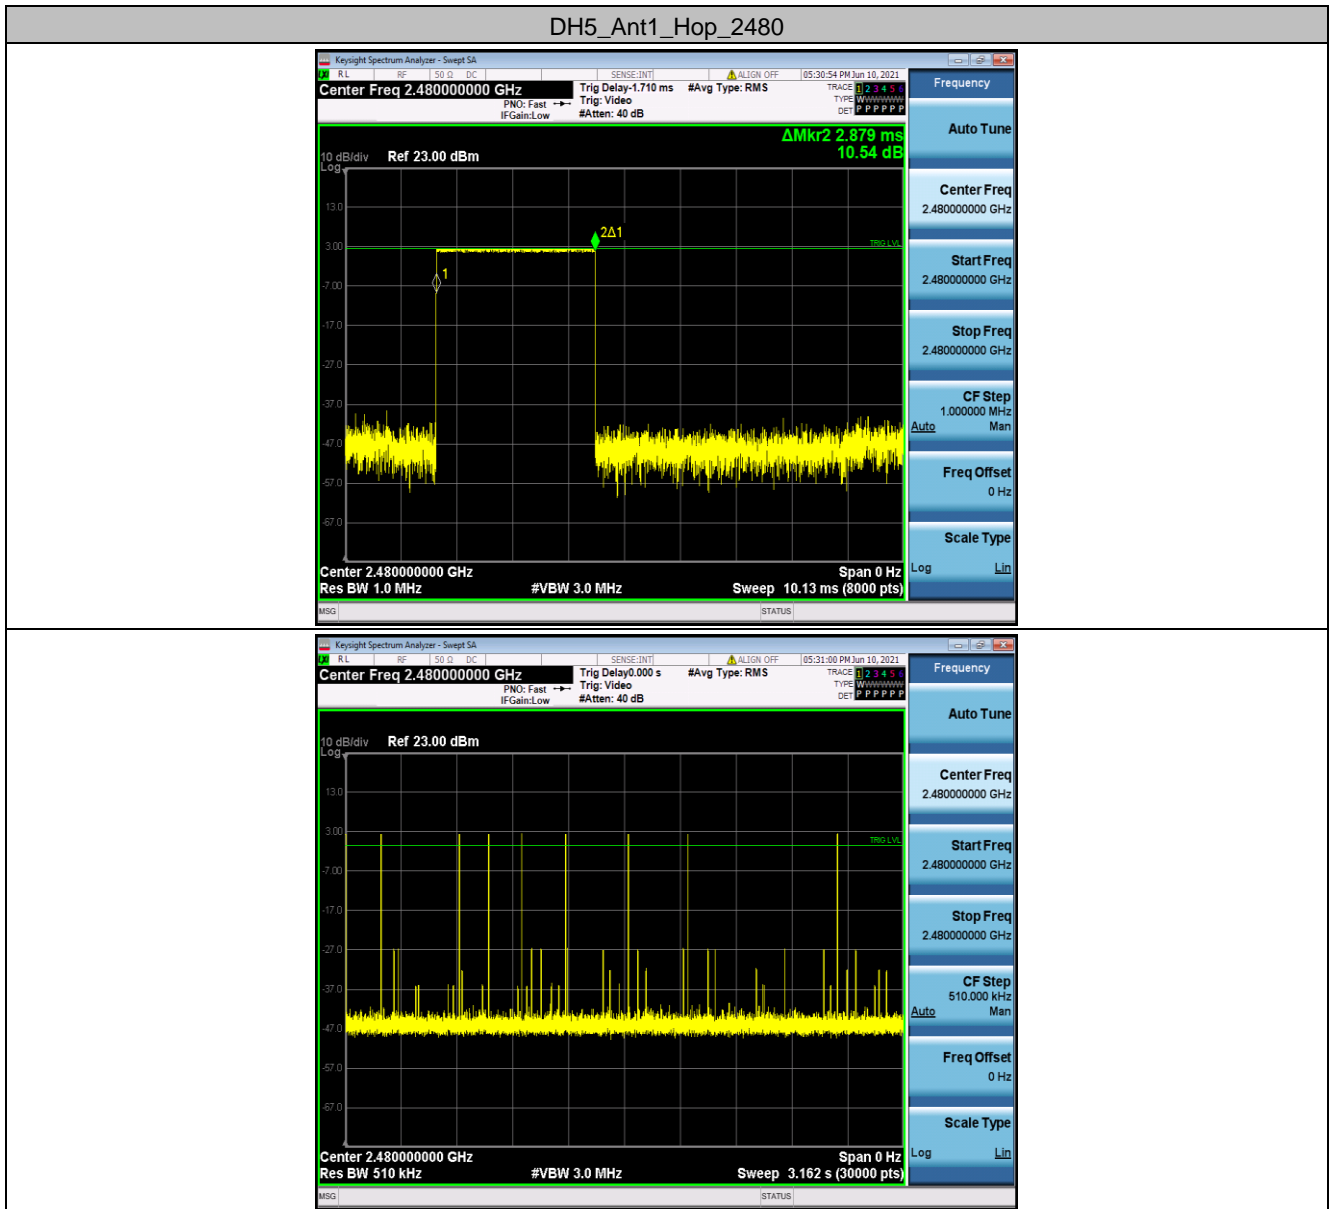 DH5_Ant1_Hop_2480
Keysight Spectrum Analyzer - Swept SA
RL RF 50 Ω DC SENSE:INT ALIGN OFF 05:30:54 PM Jun 10, 2021
Center Freq 2.480000000 GHz
Trig Delay-1.710 ms #Avg Type: RMS
PNO: Fast Trig: Video
IFGain:Low #Atten: 40 dB
TRACE 1 2 3 4 5 6
TYPE WWWWWW
DET P P P P P P
ΔMkr2 2.879 ms
10.54 dB
10 dB/div Ref 23.00 dBm
Log
13.0
3.00
-7.00
-17.0
-27.0
-37.0
-47.0
-57.0
-67.0
1
2Δ1
TRIG LVL
Center 2.480000000 GHz Span 0 Hz
Res BW 1.0 MHz #VBW 3.0 MHz Sweep 10.13 ms (8000 pts)
MSG STATUS
Frequency
Auto Tune
Center Freq
2.480000000 GHz
Start Freq
2.480000000 GHz
Stop Freq
2.480000000 GHz
CF Step
1.000000 MHz
Auto Man
Freq Offset
0 Hz
Scale Type
Log Lin
Keysight Spectrum Analyzer - Swept SA
RL RF 50 Ω DC SENSE:INT ALIGN OFF 05:31:00 PM Jun 10, 2021
Center Freq 2.480000000 GHz
Trig Delay0.000 s #Avg Type: RMS
PNO: Fast Trig: Video
IFGain:Low #Atten: 40 dB
TRACE 1 2 3 4 5 6
TYPE WWWWWW
DET P P P P P P
10 dB/div Ref 23.00 dBm
Log
13.0
3.00
-7.00
-17.0
-27.0
-37.0
-47.0
-57.0
-67.0
TRIG LVL
Center 2.480000000 GHz Span 0 Hz
Res BW 510 kHz #VBW 3.0 MHz Sweep 3.162 s (30000 pts)
MSG STATUS
Frequency
Auto Tune
Center Freq
2.480000000 GHz
Start Freq
2.480000000 GHz
Stop Freq
2.480000000 GHz
CF Step
510.000 kHz
Auto Man
Freq Offset
0 Hz
Scale Type
Log Lin